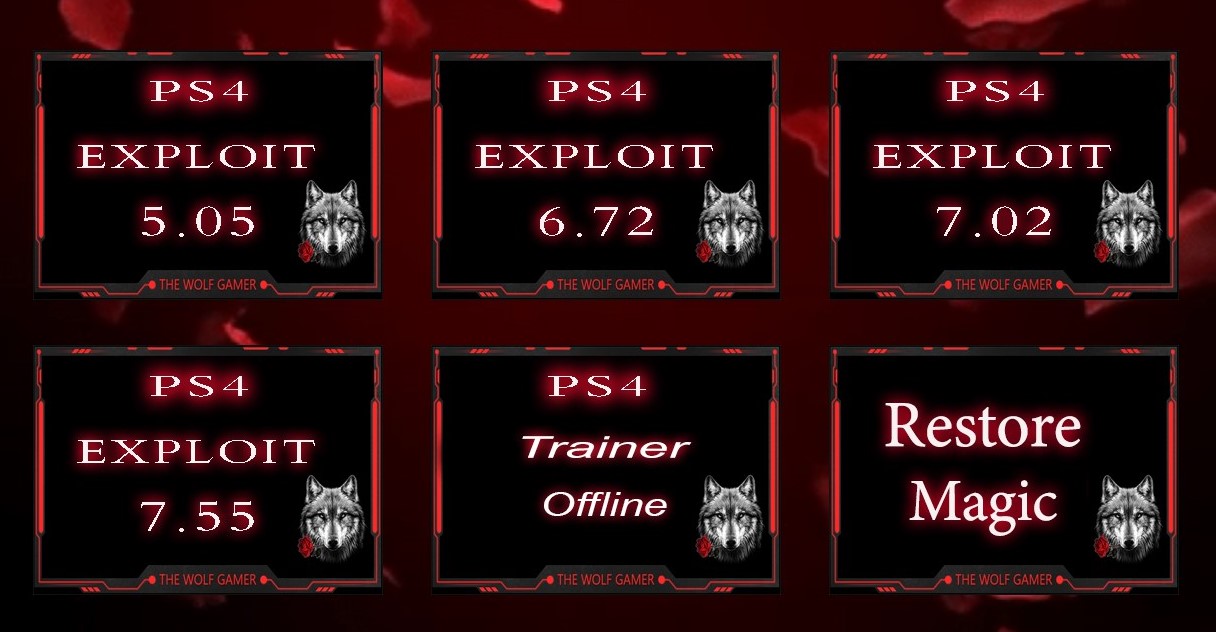 PS4
EXPLOIT
5.05
THE WOLF GAMER
PS4
EXPLOIT
6.72
THE WOLF GAMER
PS4
EXPLOIT
7.02
THE WOLF GAMER
PS4
EXPLOIT
7.55
THE WOLF GAMER
PS4
Trainer
Offline
THE WOLF GAMER
Restore
Magic
THE WOLF GAMER